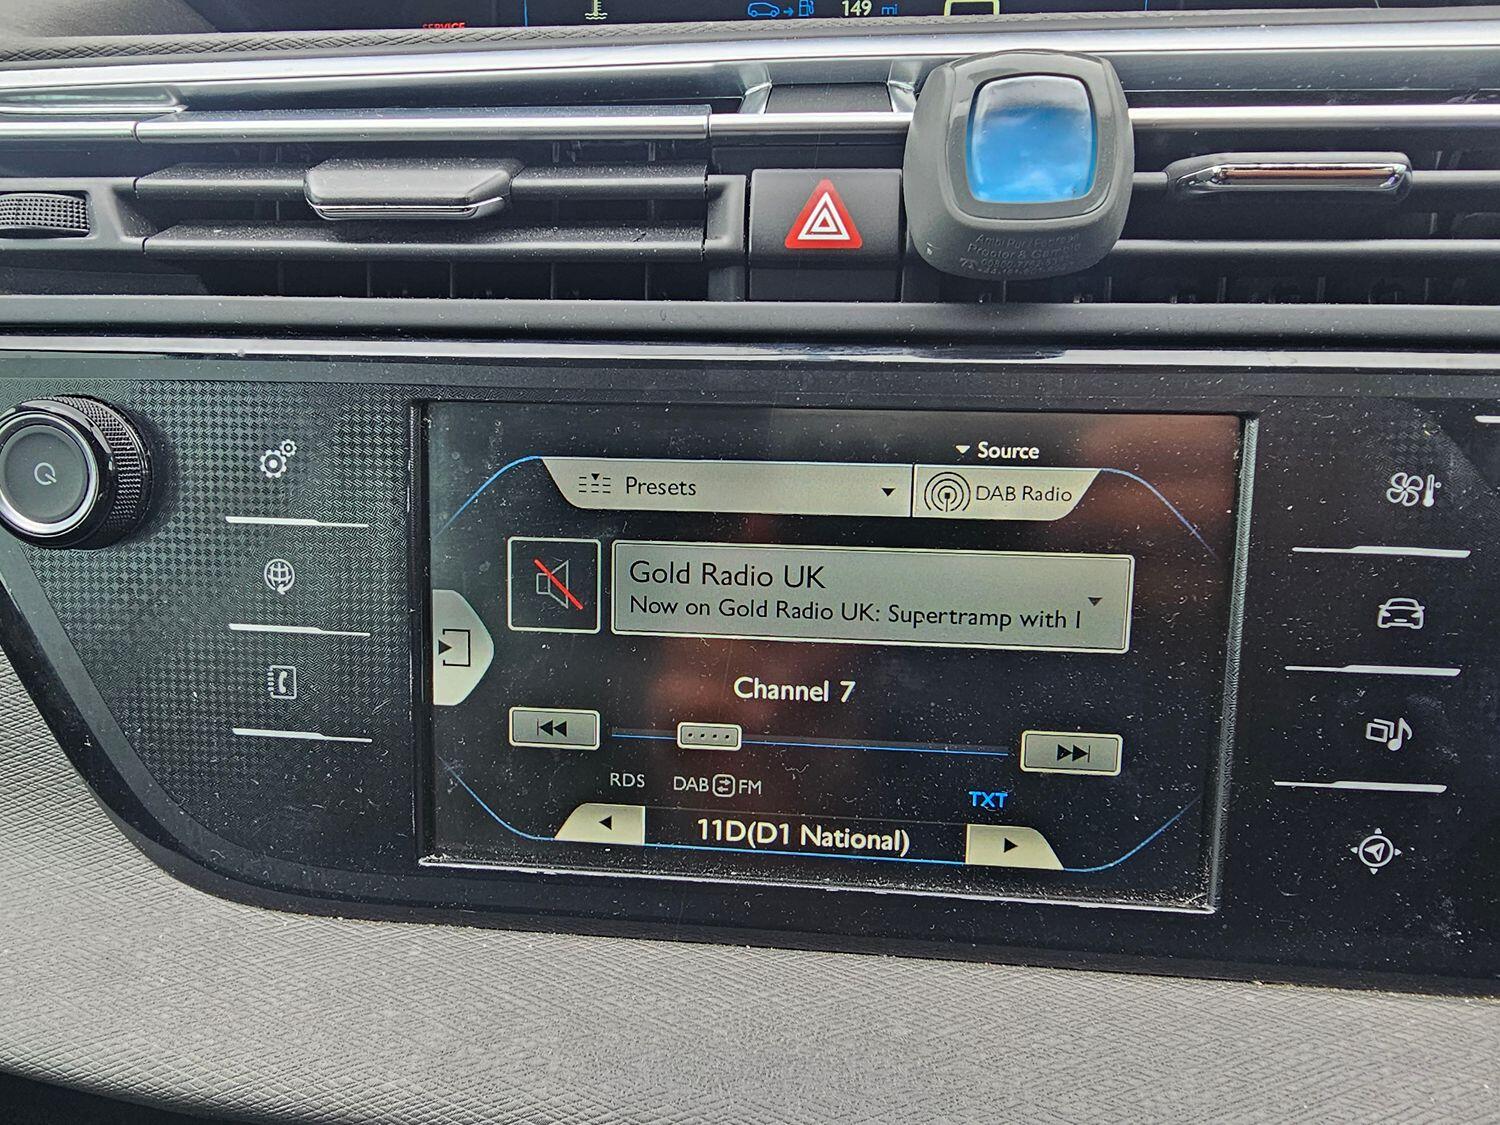 SERVICE
149 mi
Source
Presets
DAB Radio
Gold Radio UK
Now on Gold Radio UK: Supertramp with I
Channel 7
RDS DAB FM
TXT
11D(D1 National)